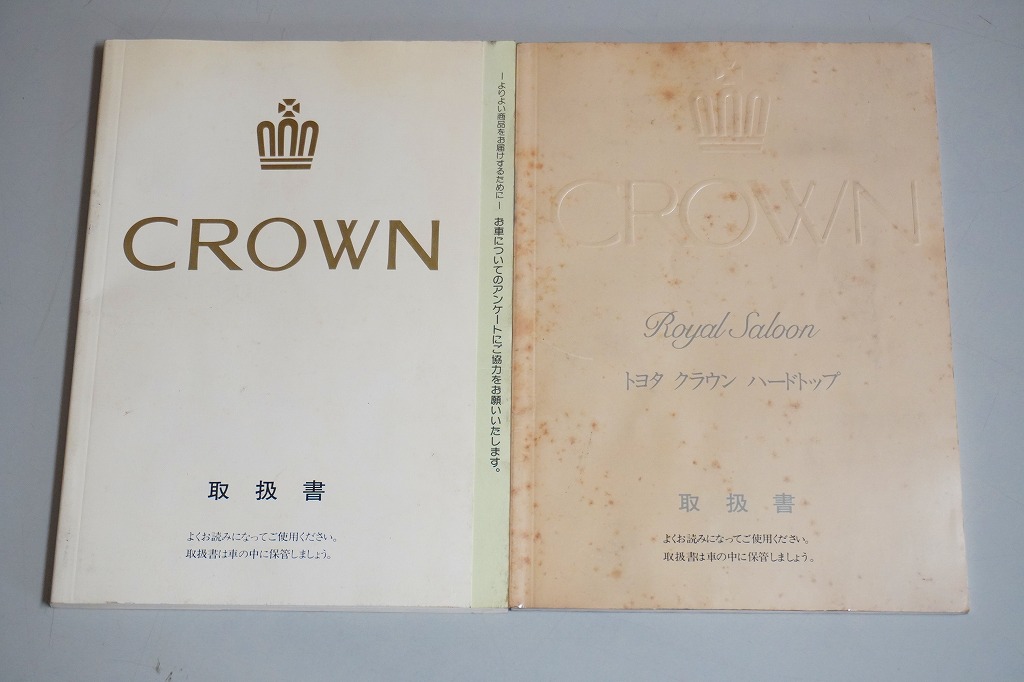 CROWN
取扱書
よくお読みになってご使用ください。
取扱書は車の中に保管しましょう。
―よりよい商品をお届けするために― お車についてのアンケートにご協力をお願いいたします。
CROWN
Royal Saloon
トヨタ クラウン ハードトップ
取扱書
よくお読みになってご使用ください。
取扱書は車の中に保管しましょう。